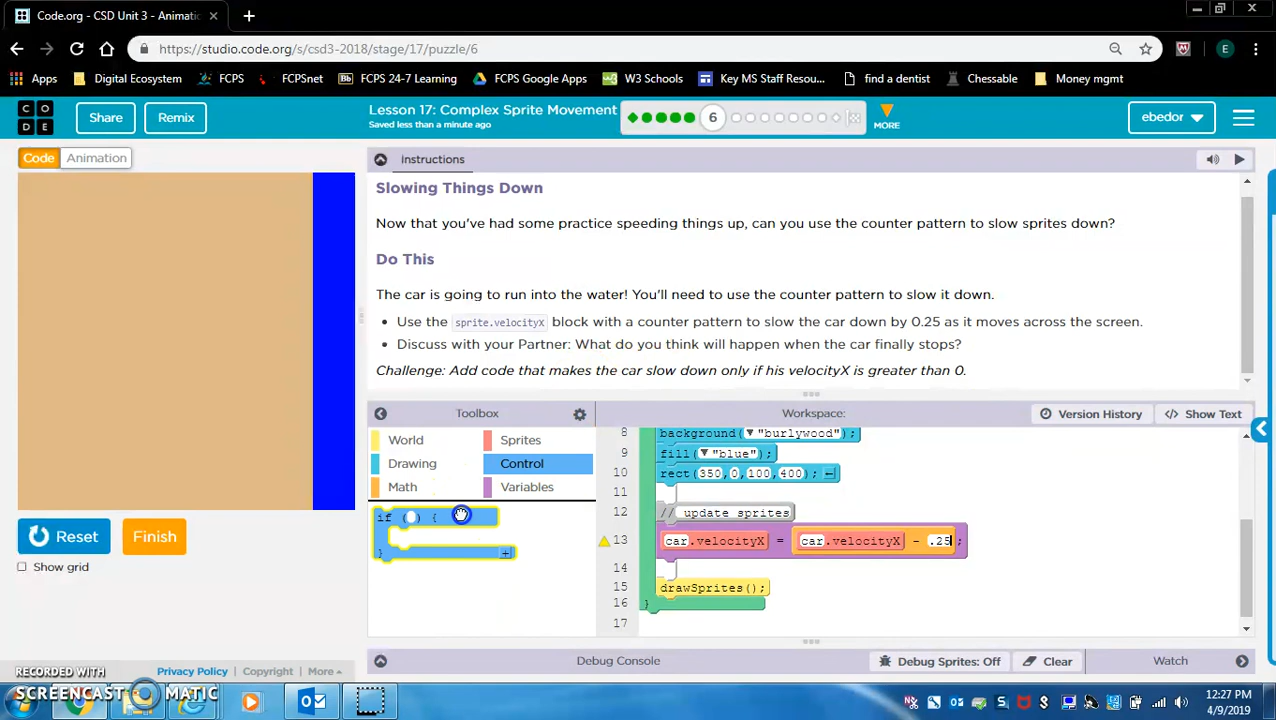 Code.org - CSD Unit 3 - Animatio
https://studio.code.org/s/csd3-2018/stage/17/puzzle/6
E
Apps Digital Ecosystem FCPS FCPSnet Bb FCPS 24-7 Learning FCPS Google Apps W3 Schools Key MS Staff Resou... find a dentist Chessable Money mgmt
C O D E
Share
Remix
Lesson 17: Complex Sprite Movement
Saved less than a minute ago
6
MORE
ebedor
Code Animation
Instructions
Slowing Things Down
Now that you've had some practice speeding things up, can you use the counter pattern to slow sprites down?
Do This
The car is going to run into the water! You'll need to use the counter pattern to slow it down.
• Use the sprite.velocityX block with a counter pattern to slow the car down by 0.25 as it moves across the screen.
• Discuss with your Partner: What do you think will happen when the car finally stops?
Challenge: Add code that makes the car slow down only if his velocityX is greater than 0.
Toolbox
Workspace:
Version History
</> Show Text
World Sprites
Drawing Control
Math Variables
if ( ) {
}
+
8 background("burlywood");
9 fill("blue");
10 rect(350,0,100,400);
11
12 // update sprites
13 car.velocityX = car.velocityX - .25;
14
15 drawSprites();
16 }
17
Reset
Finish
Show grid
Debug Console
Debug Sprites: Off
Clear
Watch
Privacy Policy | Copyright | More
RECORDED WITH
SCREENCAST MATIC
12:27 PM
4/9/2019